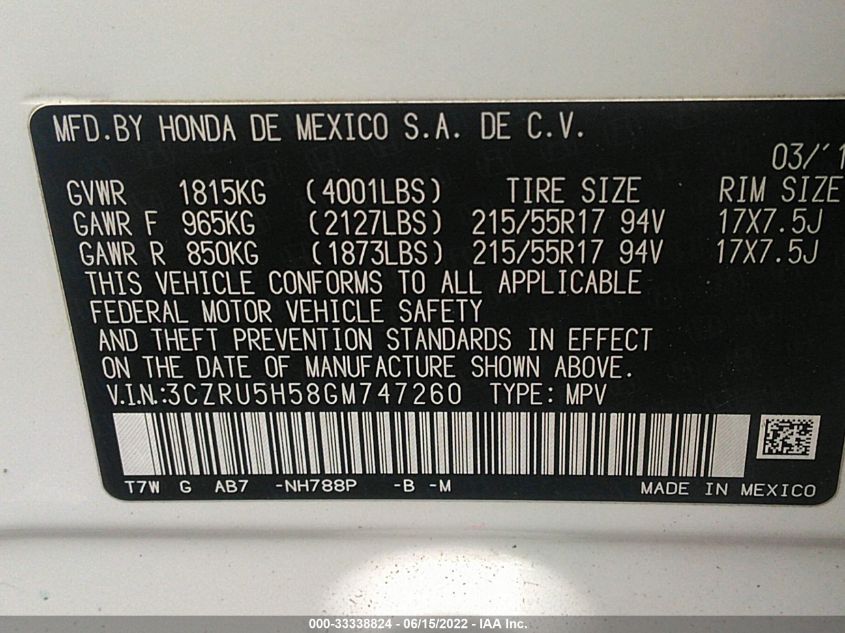 MFD.BY HONDA DE MEXICO S.A. DE C.V.
03/'1
GVWR 1815KG (4001LBS) TIRE SIZE RIM SIZE
GAWR F 965KG (2127LBS) 215/55R17 94V 17X7.5J
GAWR R 850KG (1873LBS) 215/55R17 94V 17X7.5J
THIS VEHICLE CONFORMS TO ALL APPLICABLE
FEDERAL MOTOR VEHICLE SAFETY
AND THEFT PREVENTION STANDARDS IN EFFECT
ON THE DATE OF MANUFACTURE SHOWN ABOVE.
V.I.N:3CZRU5H58GM747260 TYPE: MPV
T7W G AB7 -NH788P -B -M MADE IN MEXICO
000-33338824 - 06/15/2022 - IAA Inc.